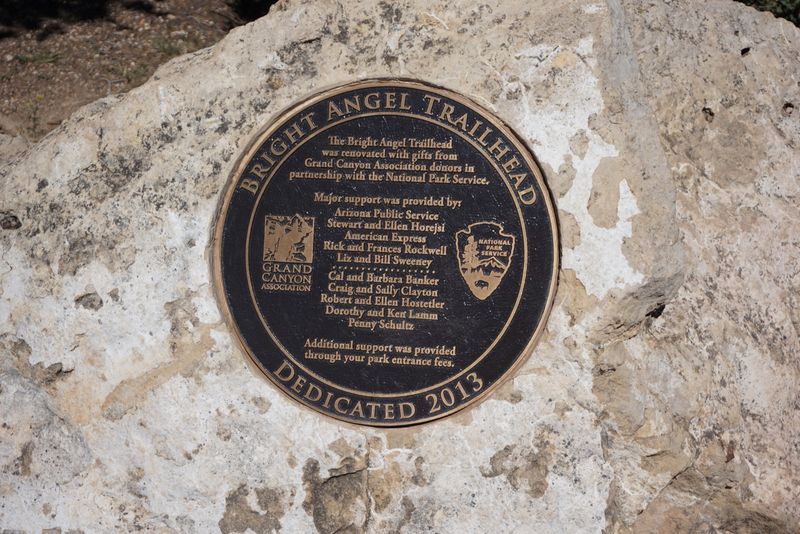 BRIGHT ANGEL TRAILHEAD
The Bright Angel Trailhead
was renovated with gifts from
Grand Canyon Association donors in
partnership with the National Park Service.
Major support was provided by:
Arizona Public Service
Stewart and Ellen Horejsi
American Express
Rick and Frances Rockwell
Liz and Bill Sweeney
Cal and Barbara Banker
Craig and Sally Clayton
Robert and Ellen Hostetler
Dorothy and Ken Lamm
Penny Schultz
GRAND
CANYON
ASSOCIATION
NATIONAL
PARK
SERVICE
Additional support was provided
through your park entrance fees.
DEDICATED 2013